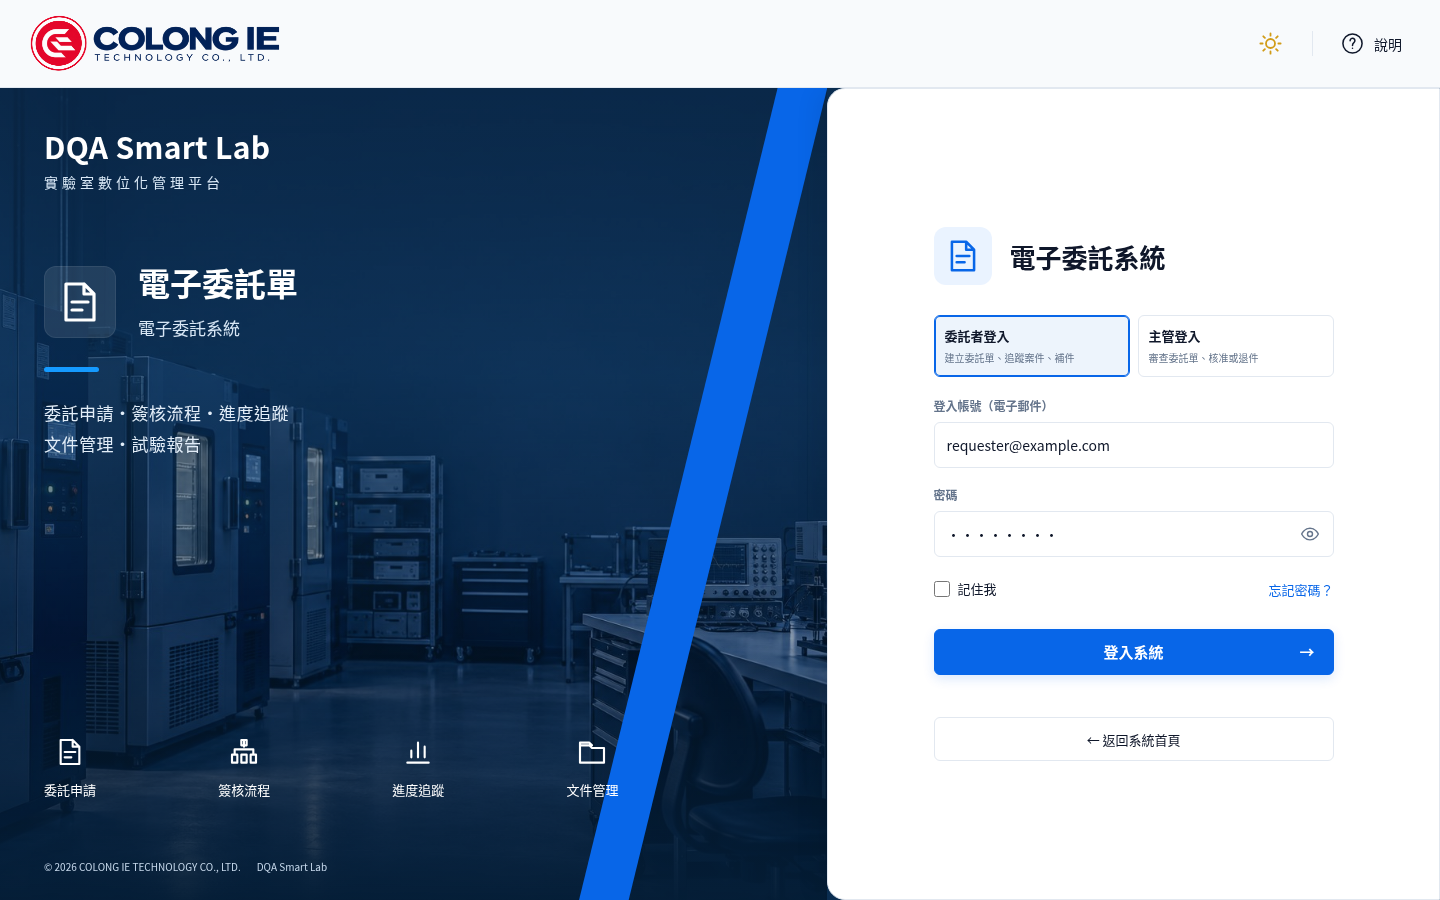 COLONG IE
TECHNOLOGY CO., LTD.
說明
DQA Smart Lab
實驗室數位化管理平台
電子委託單
電子委託系統
委託申請・簽核流程・進度追蹤
文件管理・試驗報告
委託申請
簽核流程
進度追蹤
文件管理
© 2026 COLONG IE TECHNOLOGY CO., LTD. DQA Smart Lab
電子委託系統
委託者登入
建立委託單、追蹤案件、補件
主管登入
審查委託單、核准或退件
登入帳號（電子郵件）
requester@example.com
密碼
記住我
忘記密碼？
登入系統 →
← 返回系統首頁